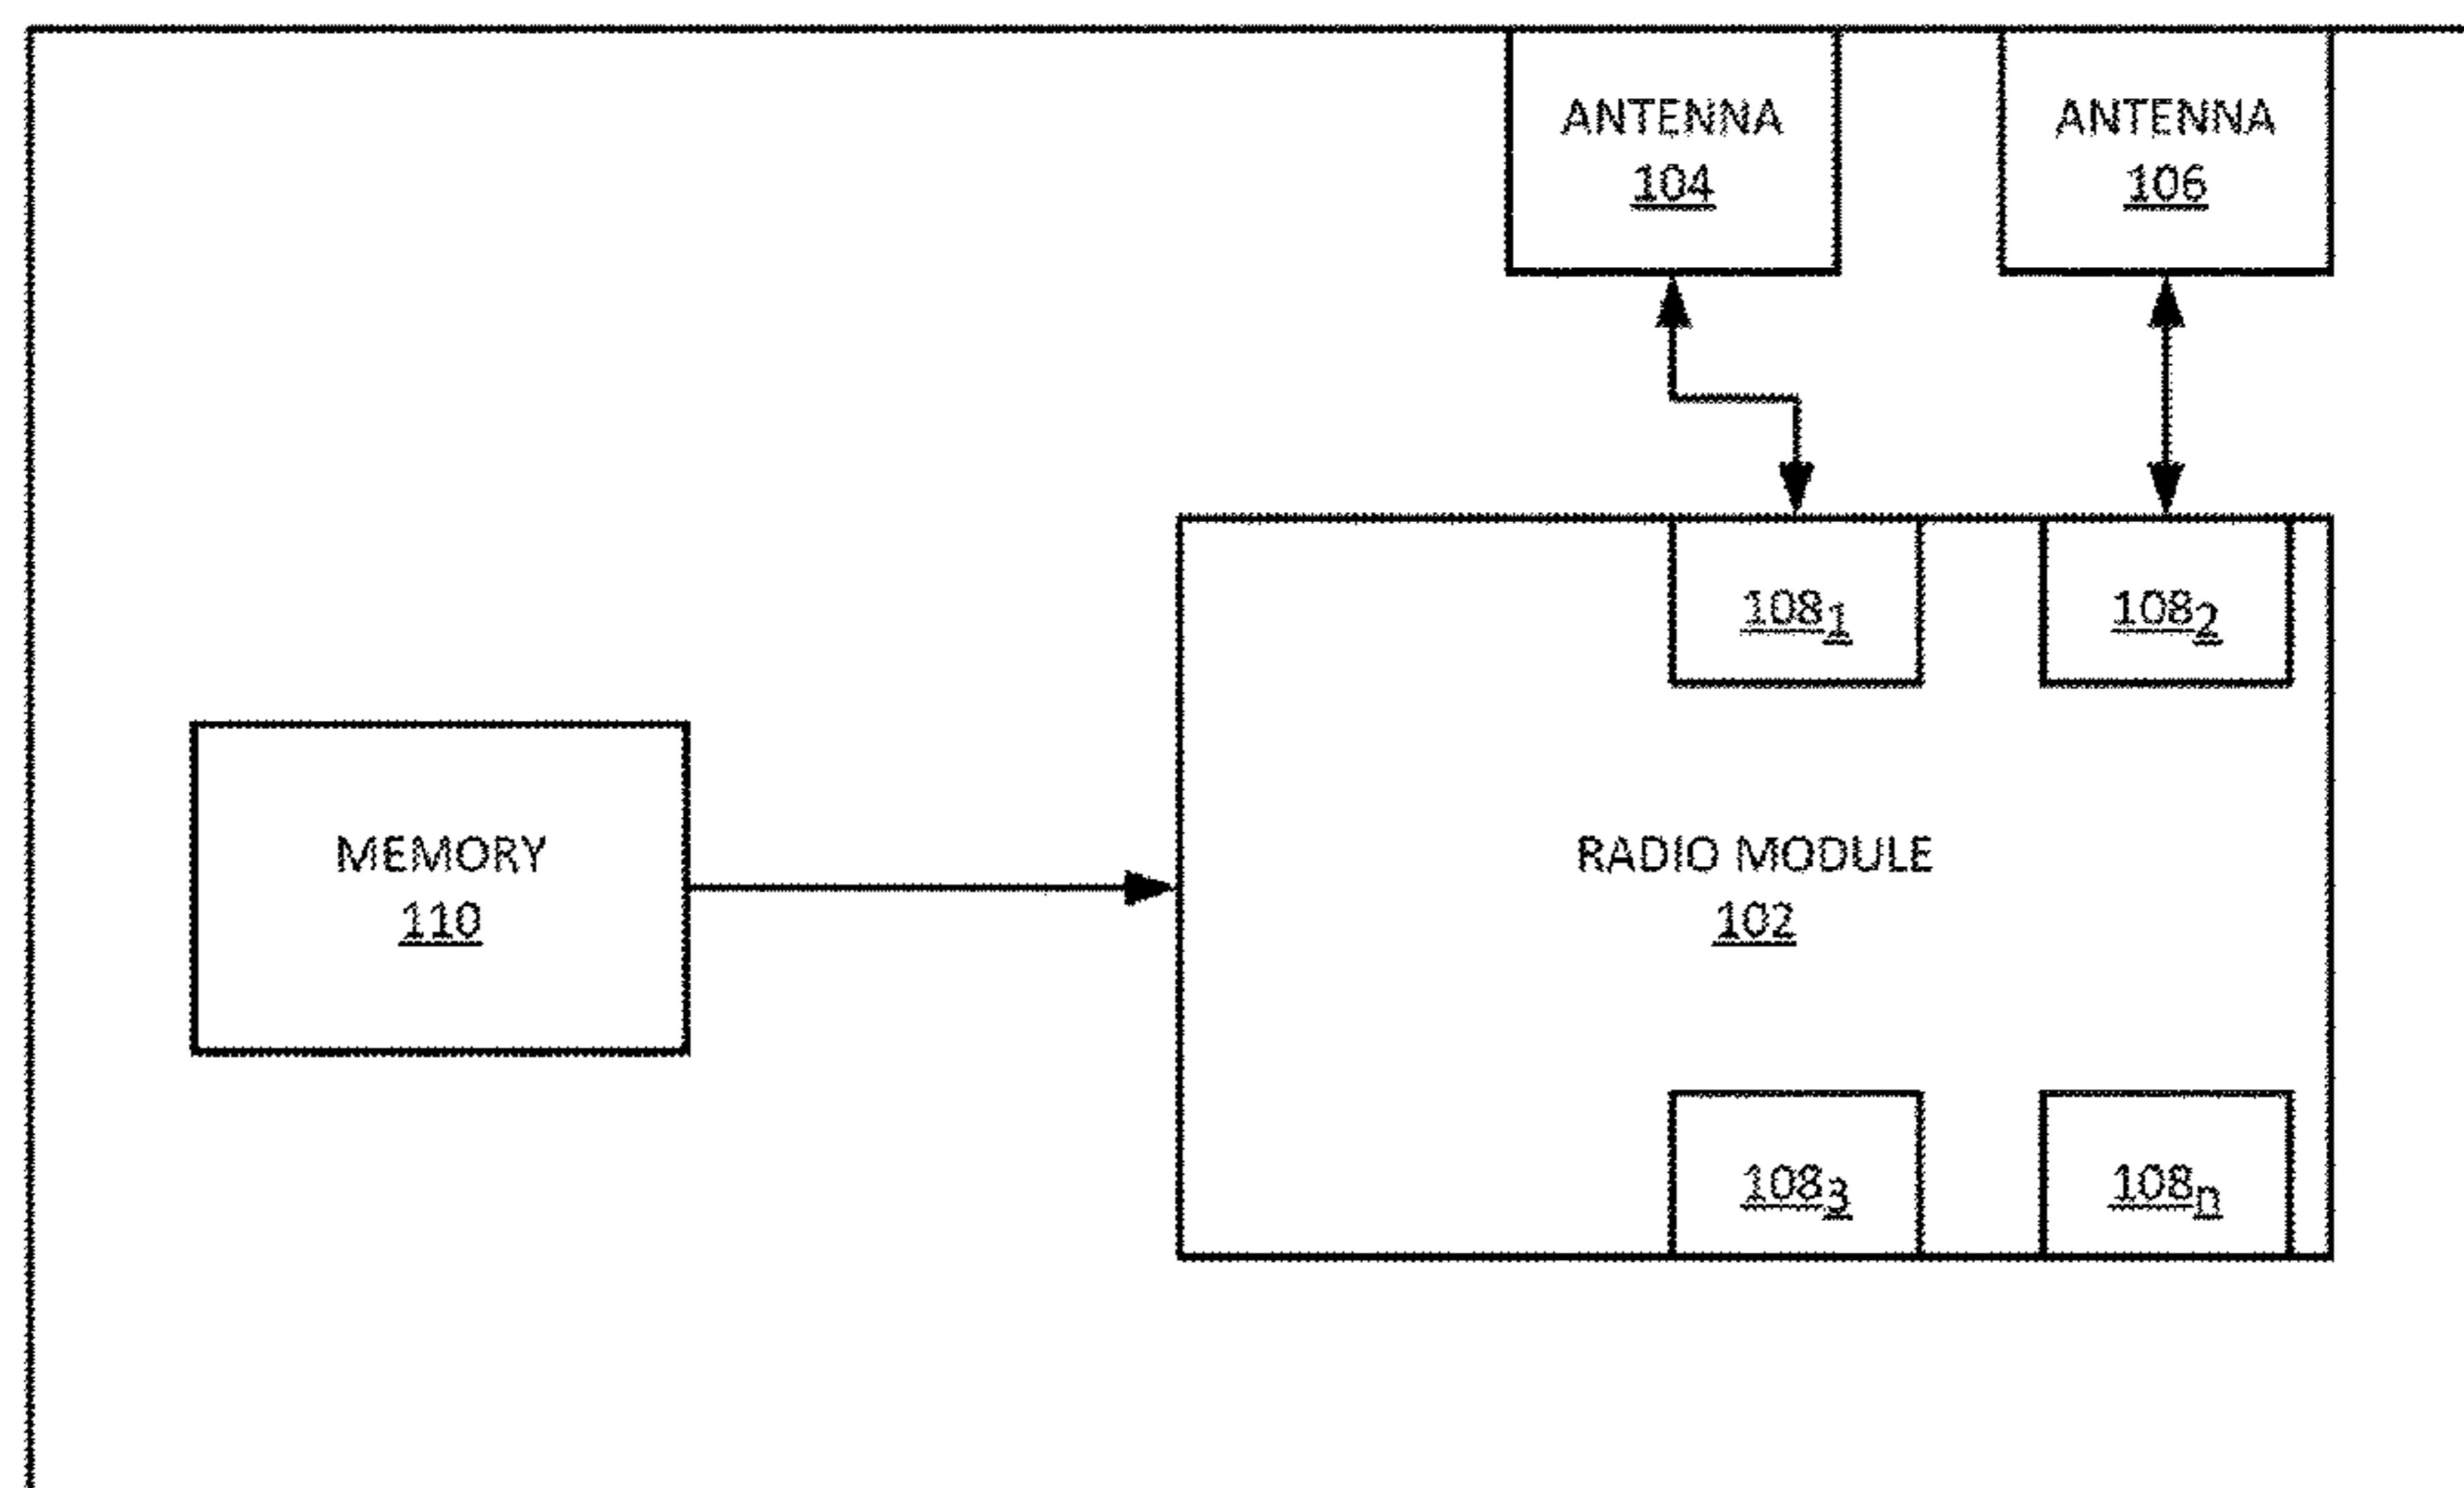 ANTENNA
104
ANTENNA
106
108₁
108₂
MEMORY
110
RADIO MODULE
102
108₃
108ₙ